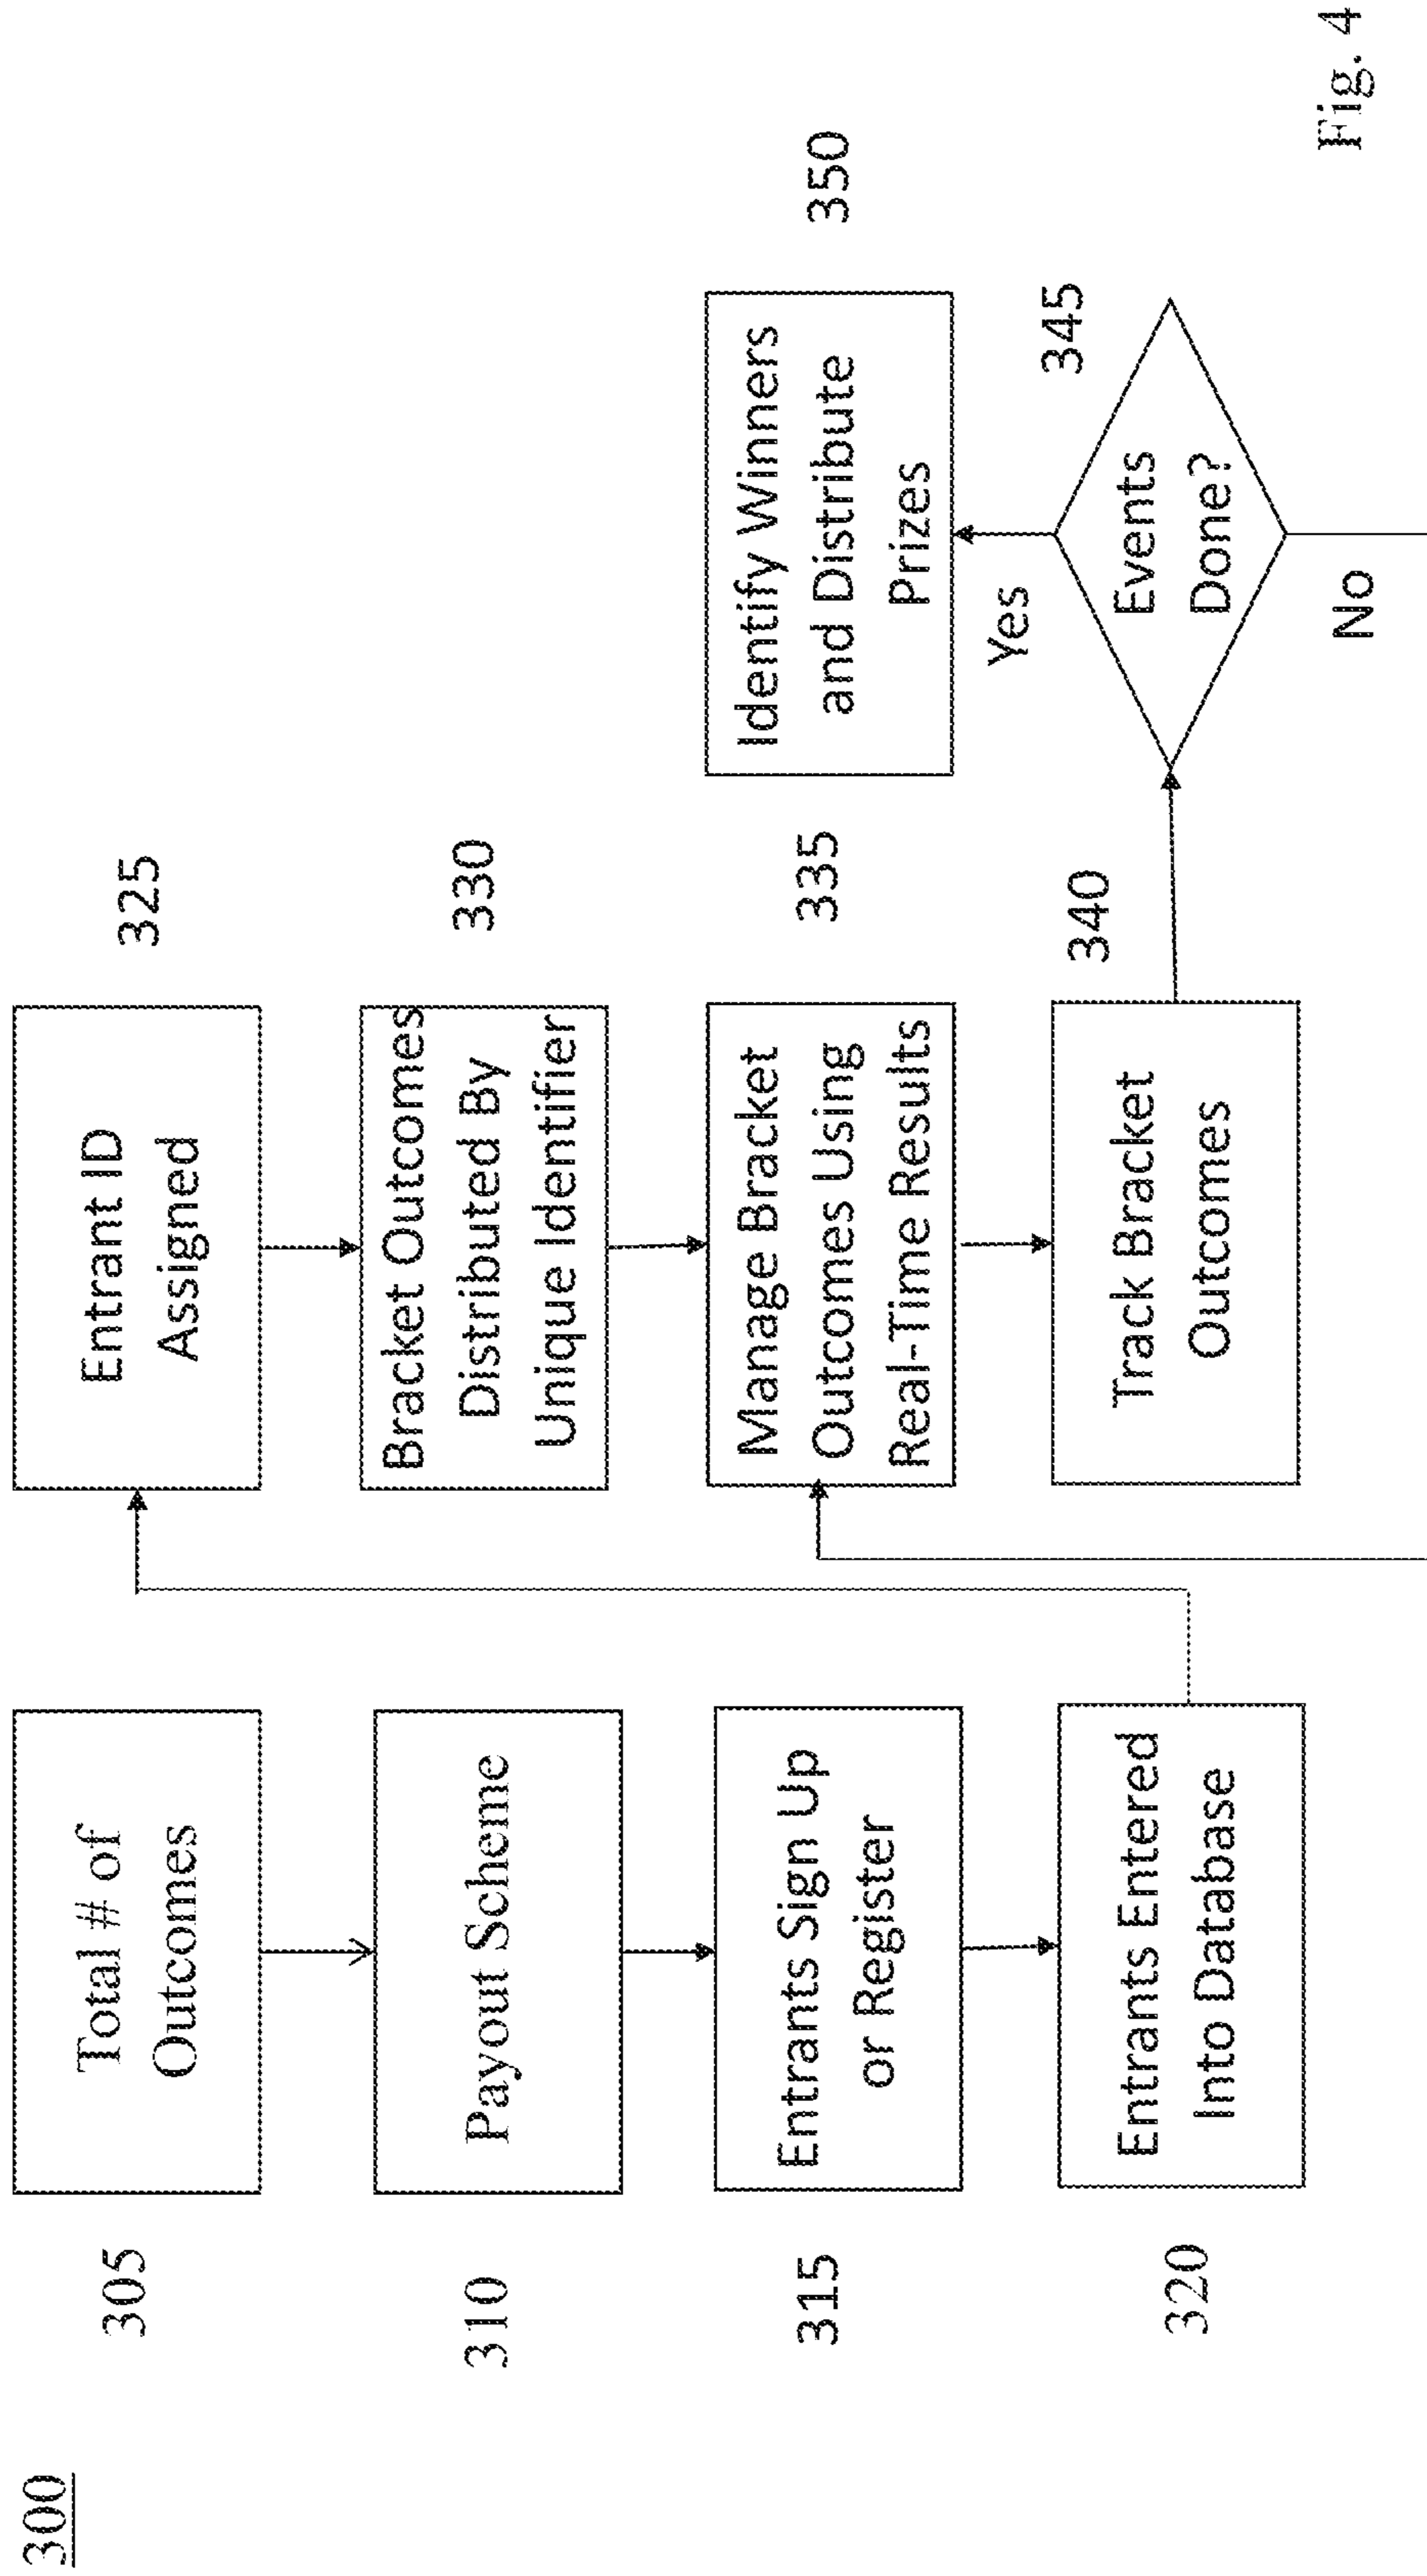 300
305
Total # of
Outcomes
310
Payout Scheme
315
Entrants Sign Up
or Register
320
Entrants Entered
Into Database
325
Entrant ID
Assigned
330
Bracket Outcomes
Distributed By
Unique Identifier
335
Manage Bracket
Outcomes Using
Real-Time Results
340
Track Bracket
Outcomes
345
Events
Done?
Yes
No
350
Identify Winners
and Distribute
Prizes
Fig. 4